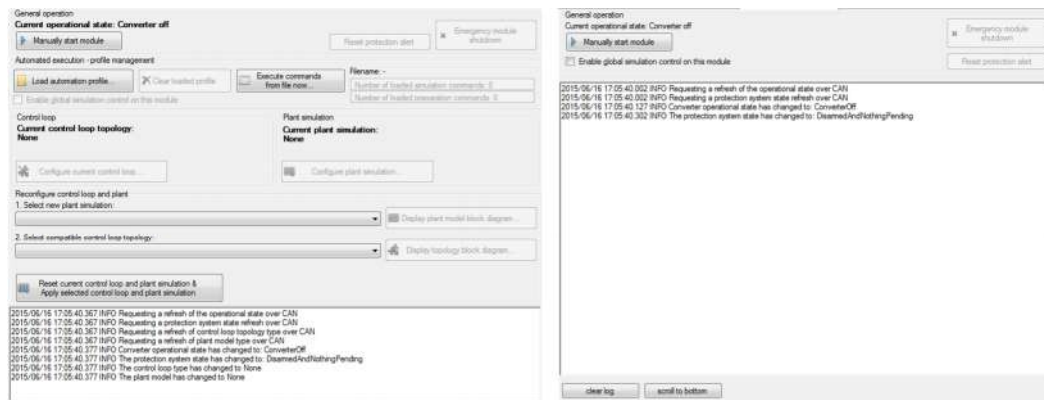 General operation
Current operational state: Converter off
Manually start module
Reset protection alert
Emergency module
shutdown
Automated execution - profile management
Load automation profile...
Clear loaded profile
Execute commands
from file now...
Filename: -
Number of loaded simulation commands: 0
Number of loaded preparation commands: 0
Enable global simulation control on this module
Control loop
Current control loop topology:
None
Configure current control loop...
Plant simulation
Current plant simulation:
None
Configure plant simulation...
Reconfigure control loop and plant
1. Select new plant simulation:
Display plant model block diagram...
2. Select compatible control loop topology:
Display topology block diagram...
Reset current control loop and plant simulation &
Apply selected control loop and plant simulation
2015/06/16 17:05:40.367 INFO Requesting a refresh of the operational state over CAN
2015/06/16 17:05:40.367 INFO Requesting a protection system state refresh over CAN
2015/06/16 17:05:40.367 INFO Requesting a refresh of control loop topology type over CAN
2015/06/16 17:05:40.367 INFO Requesting a refresh of plant model type over CAN
2015/06/16 17:05:40.377 INFO Converter operational state has changed to: ConverterOff
2015/06/16 17:05:40.377 INFO The protection system state has changed to: DisarmedAndNothingPending
2015/06/16 17:05:40.377 INFO The control loop type has changed to None
2015/06/16 17:05:40.377 INFO The plant model has changed to None
General operation
Current operational state: Converter off
Manually start module
Emergency module
shutdown
Enable global simulation control on this module
Reset protection alert
2015/06/16 17:05:40.002 INFO Requesting a refresh of the operational state over CAN
2015/06/16 17:05:40.002 INFO Requesting a protection system state refresh over CAN
2015/06/16 17:05:40.127 INFO Converter operational state has changed to: ConverterOff
2015/06/16 17:05:40.302 INFO The protection system state has changed to: DisarmedAndNothingPending
clear log
scroll to bottom